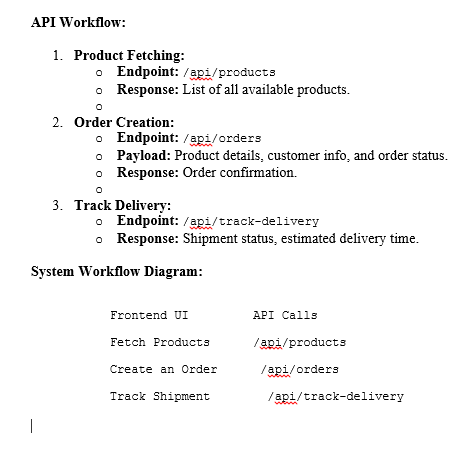 API Workflow:
1. Product Fetching:
o Endpoint: /api/products
o Response: List of all available products.
o
2. Order Creation:
o Endpoint: /api/orders
o Payload: Product details, customer info, and order status.
o Response: Order confirmation.
o
3. Track Delivery:
o Endpoint: /api/track-delivery
o Response: Shipment status, estimated delivery time.
System Workflow Diagram:
Frontend UI API Calls
Fetch Products /api/products
Create an Order /api/orders
Track Shipment /api/track-delivery